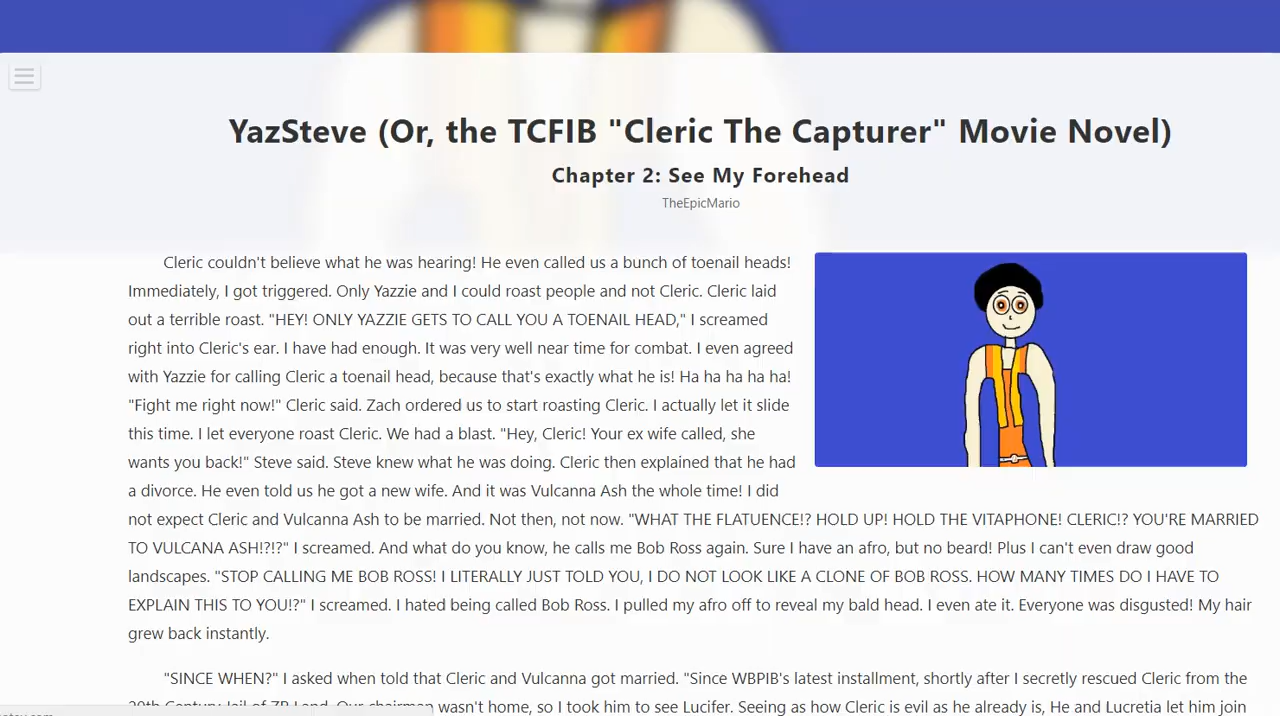 YazSteve (Or, the TCFIB "Cleric The Capturer" Movie Novel)
Chapter 2: See My Forehead
TheEpicMario
Cleric couldn't believe what he was hearing! He even called us a bunch of toenail heads!
Immediately, I got triggered. Only Yazzie and I could roast people and not Cleric. Cleric laid
out a terrible roast. "HEY! ONLY YAZZIE GETS TO CALL YOU A TOENAIL HEAD," I screamed
right into Cleric's ear. I have had enough. It was very well near time for combat. I even agreed
with Yazzie for calling Cleric a toenail head, because that's exactly what he is! Ha ha ha ha ha!
"Fight me right now!" Cleric said. Zach ordered us to start roasting Cleric. I actually let it slide
this time. I let everyone roast Cleric. We had a blast. "Hey, Cleric! Your ex wife called, she
wants you back!" Steve said. Steve knew what he was doing. Cleric then explained that he had
a divorce. He even told us he got a new wife. And it was Vulcanna Ash the whole time! I did
not expect Cleric and Vulcanna Ash to be married. Not then, not now. "WHAT THE FLATUENCE!? HOLD UP! HOLD THE VITAPHONE! CLERIC!? YOU'RE MARRIED
TO VULCANA ASH!?!?" I screamed. And what do you know, he calls me Bob Ross again. Sure I have an afro, but no beard! Plus I can't even draw good
landscapes. "STOP CALLING ME BOB ROSS! I LITERALLY JUST TOLD YOU, I DO NOT LOOK LIKE A CLONE OF BOB ROSS. HOW MANY TIMES DO I HAVE TO
EXPLAIN THIS TO YOU!?" I screamed. I hated being called Bob Ross. I pulled my afro off to reveal my bald head. I even ate it. Everyone was disgusted! My hair
grew back instantly.
"SINCE WHEN?" I asked when told that Cleric and Vulcanna got married. "Since WBPIB's latest installment, shortly after I secretly rescued Cleric from the
20th Century Jail of ZP Land. Our chairman wasn't home, so I took him to see Lucifer. Seeing as how Cleric is evil as he already is, He and Lucretia let him join